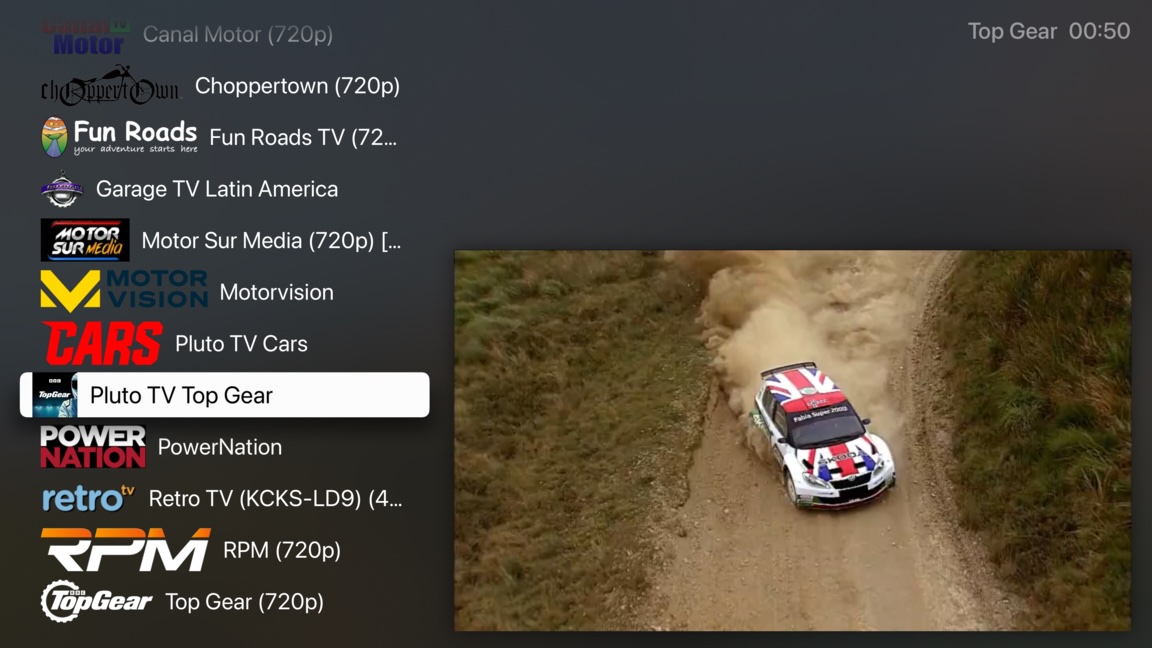 Canal TV
Motor
Canal Motor (720p)
Top Gear 00:50
Choppertown
Choppertown (720p)
Fun Roads
your adventure starts here
Fun Roads TV (72...
Garage TV Latin America
MOTOR
SUR MEDIA
Motor Sur Media (720p) [...
MOTOR
VISION
Motorvision
CARS
Pluto TV Cars
BBC
TopGear
Pluto TV Top Gear
POWER
NATION
PowerNation
retro tv
Retro TV (KCKS-LD9) (4...
RPM
RPM (720p)
BBC
TopGear
Top Gear (720p)
Fabia Super 2000
SKODA